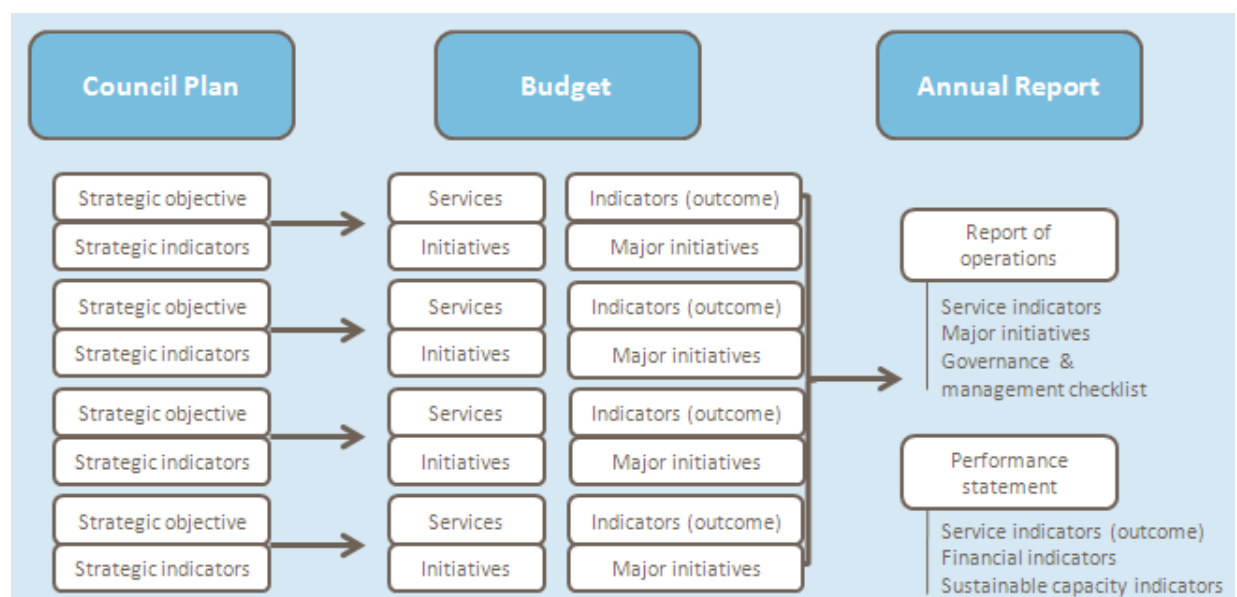 Council Plan
Budget
Annual Report
Strategic objective
Strategic indicators
Strategic objective
Strategic indicators
Strategic objective
Strategic indicators
Strategic objective
Strategic indicators
Services
Initiatives
Services
Initiatives
Services
Initiatives
Services
Initiatives
Indicators (outcome)
Major initiatives
Indicators (outcome)
Major initiatives
Indicators (outcome)
Major initiatives
Indicators (outcome)
Major initiatives
Report of
operations
Service indicators
Major initiatives
Governance &
management checklist
Performance
statement
Service indicators (outcome)
Financial indicators
Sustainable capacity indicators